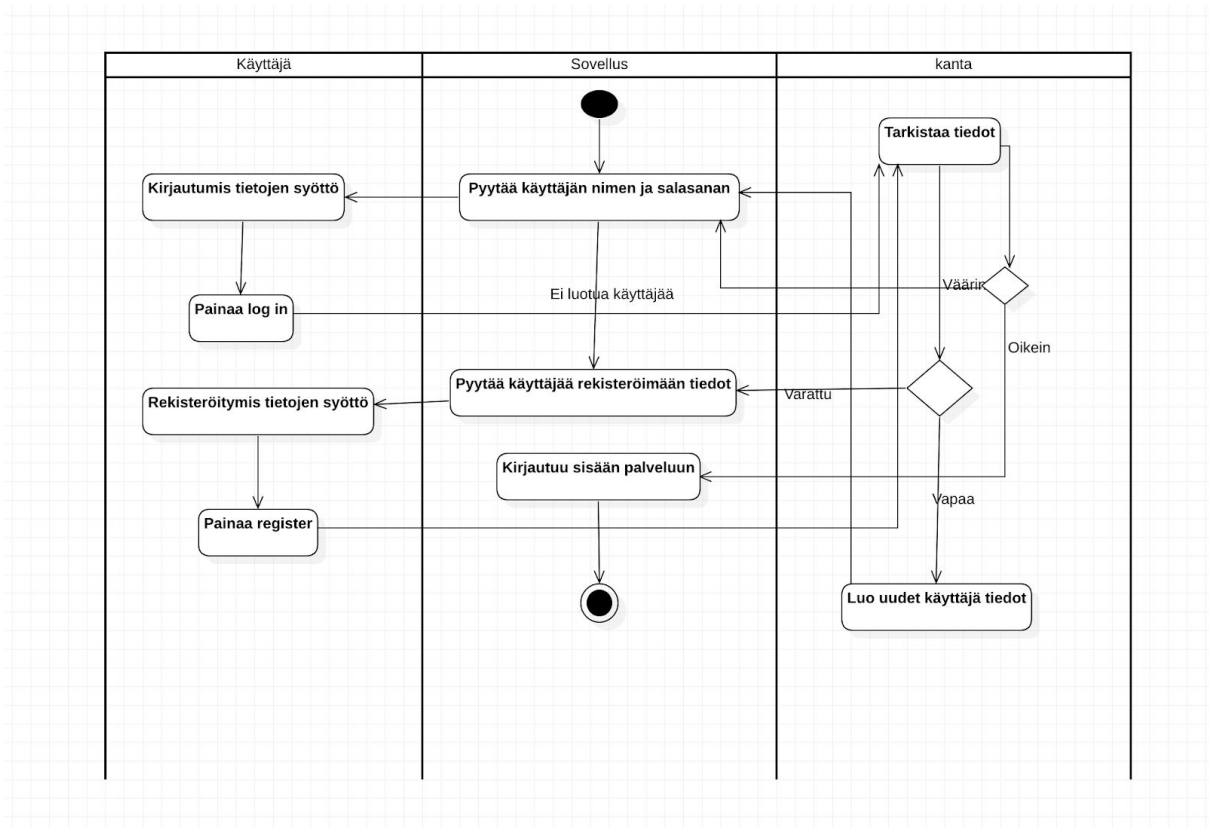 Käyttäjä
Sovellus
kanta
Tarkistaa tiedot
Kirjautumis tietojen syöttö
Pyytää käyttäjän nimen ja salasanan
Väärin
Ei luotua käyttäjää
Painaa log in
Oikein
Pyytää käyttäjää rekisteröimään tiedot
Varattu
Rekisteröitymis tietojen syöttö
Kirjautuu sisään palveluun
Vapaa
Painaa register
Luo uudet käyttäjä tiedot